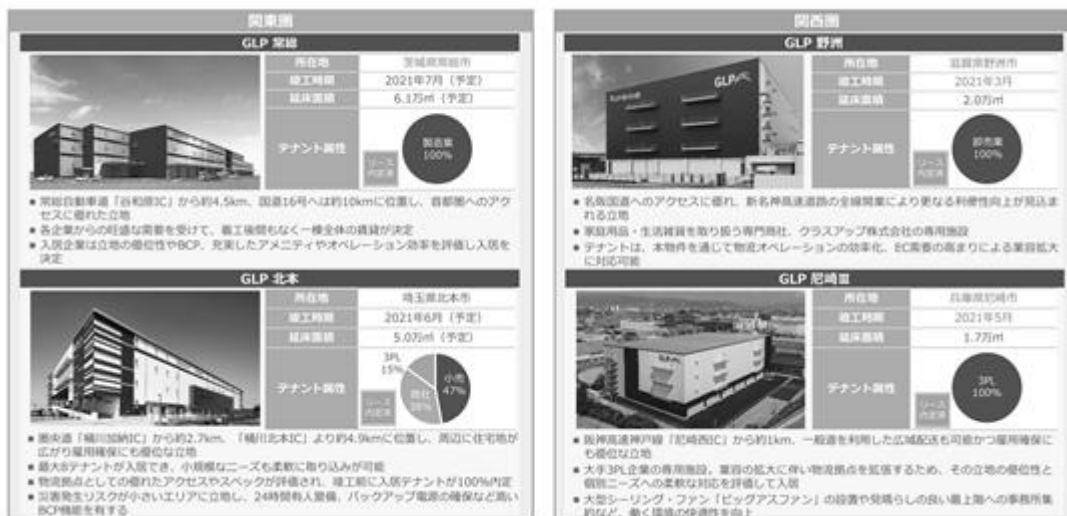 関東圏
GLP 常総
所在地 茨城県常総市
竣工時期 2021年7月（予定）
延床面積 6.1万㎡（予定）
テナント属性
製造業
100%
リース
内定済
■ 常総自動車道「谷和原IC」から約4.5km、国道16号へは約10kmに位置し、首都圏へのアク
セスに優れた立地
■ 各企業からの旺盛な需要を受けて、着工後間もなく一棟全体の賃貸が決定
■ 入居企業は立地の優位性やBCP、充実したアメニティやオペレーション効率を評価し入居を
決定
GLP 北本
所在地 埼玉県北本市
竣工時期 2021年6月（予定）
延床面積 5.0万㎡（予定）
テナント属性
3PL
15%
小売
47%
商社
38%
リース
内定済
■ 圏央道「桶川加納IC」から約2.7km、「桶川北本IC」より約4.9kmに位置し、周辺に住宅地が
広がり雇用確保にも優位な立地
■ 最大8テナントが入居でき、小規模なニーズも柔軟に取り込みが可能
■ 物流拠点としての優れたアクセスやスペックが評価され、竣工前に入居テナントが100%内定
■ 災害発生リスクが小さいエリアに立地し、24時間有人警備、バックアップ電源の確保など高い
BCP機能を有する
関西圏
GLP 野洲
GLP
所在地 滋賀県野洲市
竣工時期 2021年3月
延床面積 2.0万㎡
テナント属性
卸売業
100%
リース
内定済
■ 名阪国道へのアクセスに優れ、新名神高速道路の全線開業により更なる利便性向上が見込ま
れる立地
■ 家庭用品・生活雑貨を取り扱う専門商社、クラスアップ株式会社の専用施設
■ テナントは、本物件を通じて物流オペレーションの効率化、EC需要の高まりによる業容拡大
に対応可能
GLP 尼崎Ⅲ
GLP
所在地 兵庫県尼崎市
竣工時期 2021年5月
延床面積 1.7万㎡
テナント属性
3PL
100%
リース
内定済
■ 阪神高速神戸線「尼崎西IC」から約1km、一般道を利用した広域配送も可能かつ雇用確保に
も優位な立地
■ 大手3PL企業の専用施設。業容の拡大に伴い物流拠点を拡張するため、その立地の優位性と
個別ニーズへの柔軟な対応を評価して入居
■ 大型シーリング・ファン「ビッグアスファン」の設置や見晴らしの良い最上階への事務所集
約など、働く環境の快適性を向上